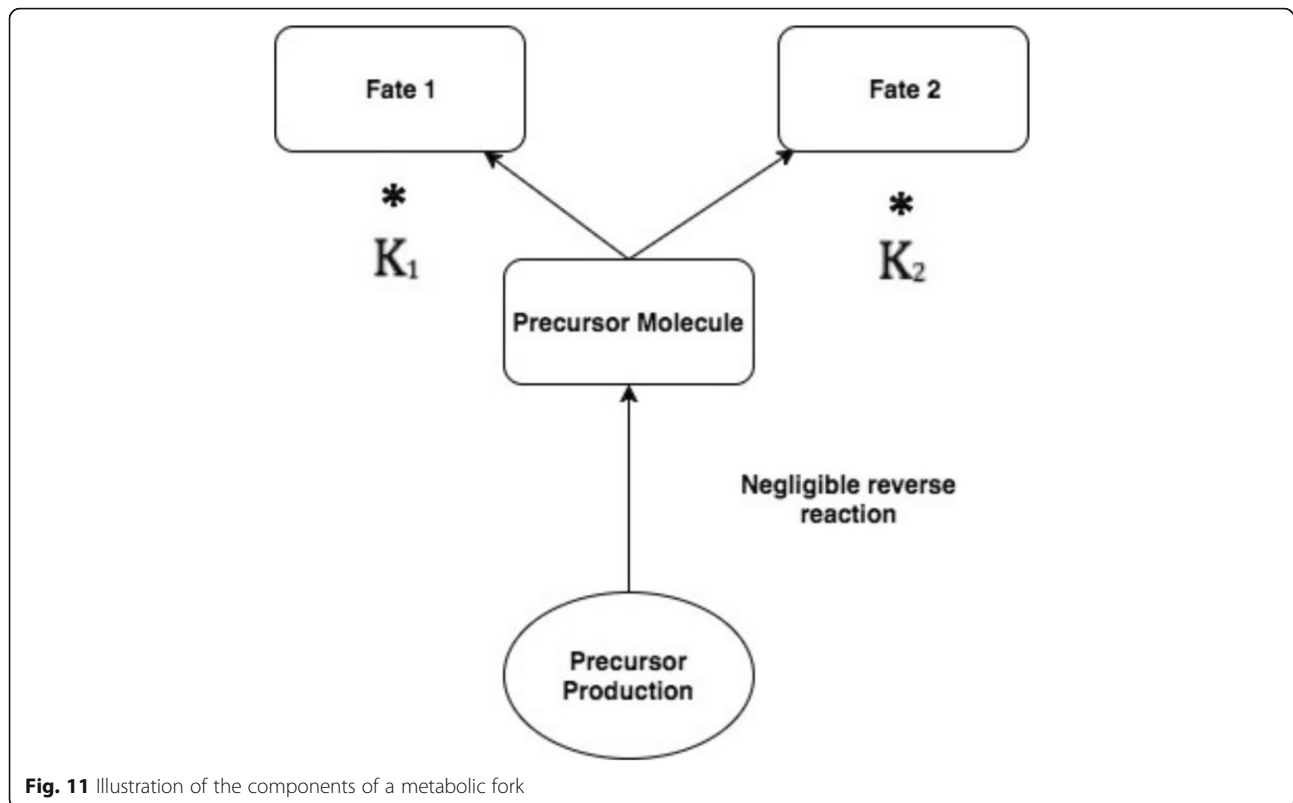 Fate 1
Fate 2
*
K₁
*
K₂
Precursor Molecule
Negligible reverse
reaction
Precursor
Production
Fig. 11 Illustration of the components of a metabolic fork